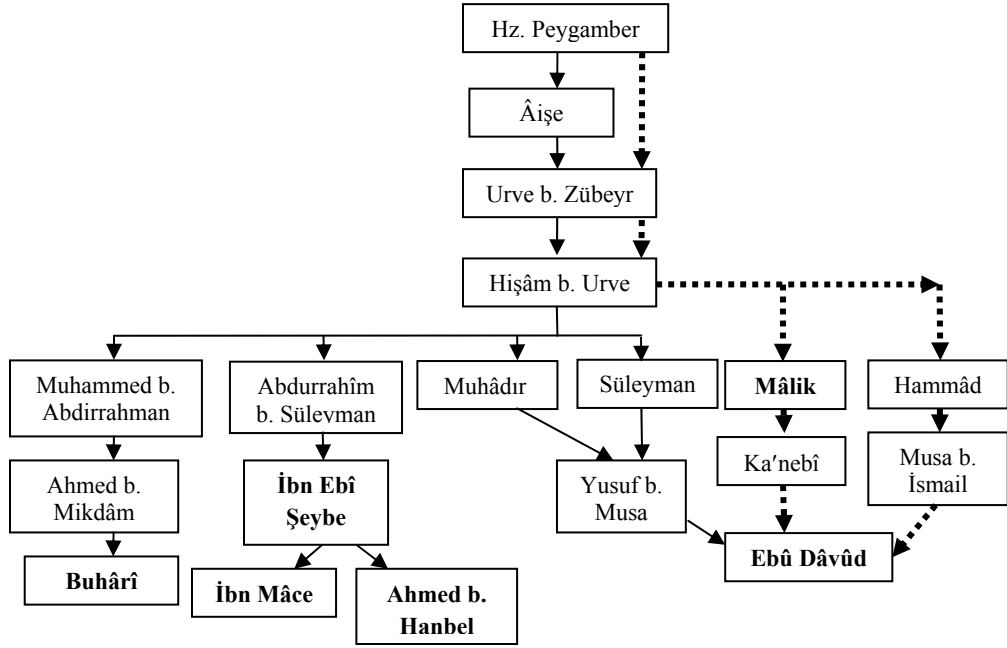 Hz. Peygamber
Âişe
Urve b. Zübeyr
Hişâm b. Urve
Muhammed b.
Abdirrahman
Abdurrahîm
b. Süleyman
Muhâdır
Süleyman
Mâlik
Hammâd
Ahmed b.
Mikdâm
İbn Ebî
Şeybe
Yusuf b.
Musa
Ka'nebî
Musa b.
İsmail
Buhârî
İbn Mâce
Ahmed b.
Hanbel
Ebû Dâvûd